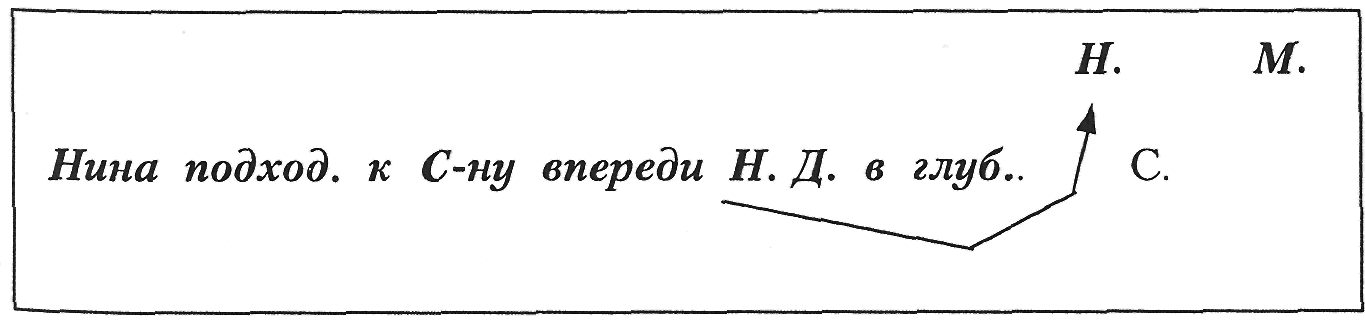 Н. М.
Нина подход. к С-ну впереди Н. Д. в глуб.. С.